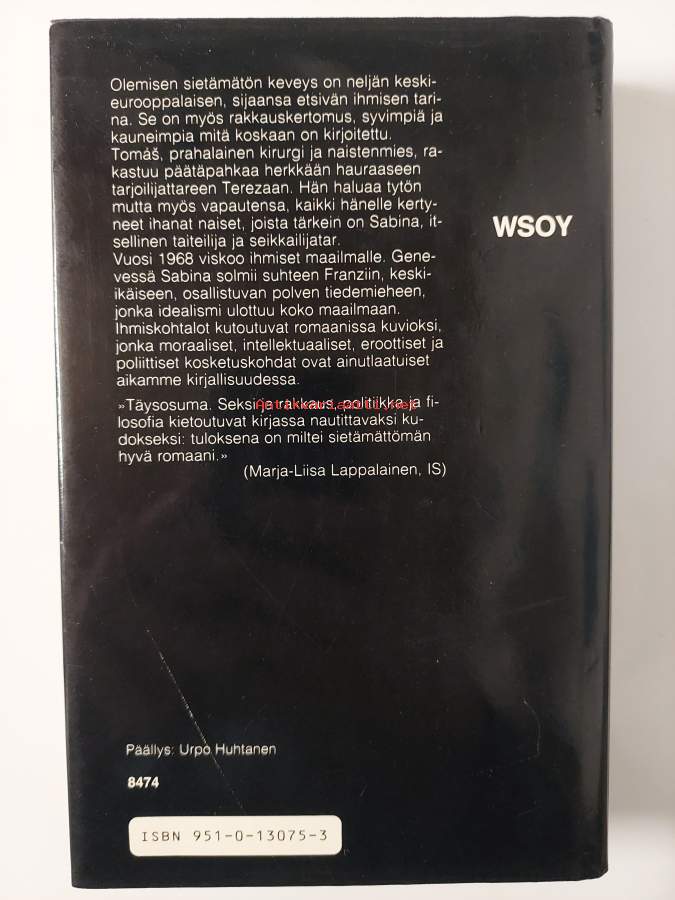 Olemisen sietämätön keveys on neljän keski-
eurooppalaisen, sijaansa etsivän ihmisen tari-
na. Se on myös rakkauskertomus, syvimpiä ja
kauneimpia mitä koskaan on kirjoitettu.
Tomáš, prahalainen kirurgi ja naistenmies, ra-
kastuu päätäpahkaa herkkään hauraaseen
tarjoilijattareen Terezaan. Hän haluaa tytön
mutta myös vapautensa, kaikki hänelle kerty-
neet ihanat naiset, joista tärkein on Sabina, it-
sellinen taiteilija ja seikkailijatar.
Vuosi 1968 viskoo ihmiset maailmalle. Gene-
vessä Sabina solmii suhteen Franziin, keski-
ikäiseen, osallistuvan polven tiedemieheen,
jonka idealismi ulottuu koko maailmaan.
Ihmiskohtalot kutoutuvat romaanissa kuvioksi,
jonka moraaliset, intellektuaaliset, eroottiset ja
poliittiset kosketuskohdat ovat ainutlaatuiset
aikamme kirjallisuudessa.
»Täysosuma. Seksi ja rakkaus, politiikka ja fi-
losofia kietoutuvat kirjassa nautittavaksi ku-
dokseksi: tuloksena on miltei sietämättömän
hyvä romaani.»
(Marja-Liisa Lappalainen, IS)
WSOY
Antikvariaatti.net
Päällys: Urpo Huhtanen
8474
ISBN 951-0-13075-3